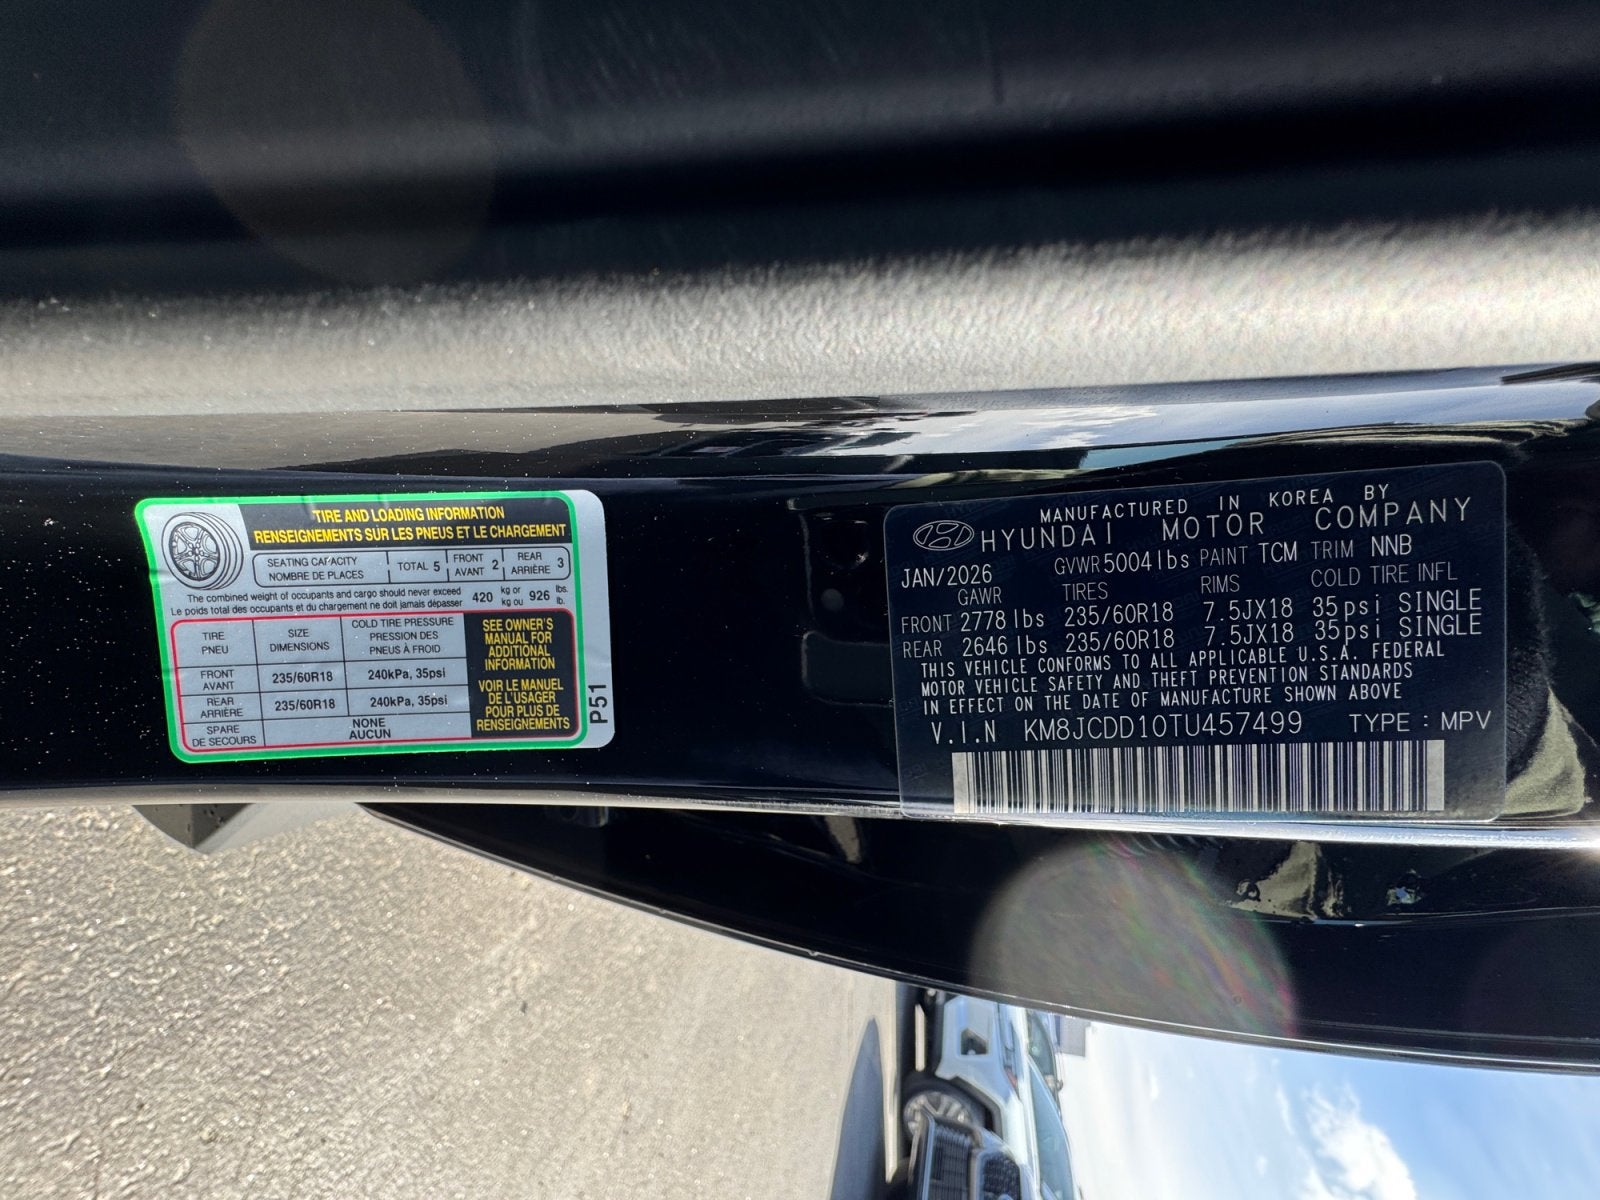 TIRE AND LOADING INFORMATION
RENSEIGNEMENTS SUR LES PNEUS ET LE CHARGEMENT
SEATING CAPACITY
NOMBRE DE PLACES
TOTAL 5
FRONT
AVANT 2
REAR
ARRIÈRE 3
The combined weight of occupants and cargo should never exceed
Le poids total des occupants et du chargement ne doit jamais dépasser
420 kg or
kg ou 926 lbs.
lb.
TIRE
PNEU
SIZE
DIMENSIONS
COLD TIRE PRESSURE
PRESSION DES
PNEUS À FROID
FRONT
AVANT
235/60R18
240kPa, 35psi
REAR
ARRIÈRE
235/60R18
240kPa, 35psi
SPARE
DE SECOURS
NONE
AUCUN
SEE OWNER'S
MANUAL FOR
ADDITIONAL
INFORMATION
VOIR LE MANUEL
DE L'USAGER
POUR PLUS DE
RENSEIGNEMENTS
P51
MANUFACTURED IN KOREA BY
HYUNDAI MOTOR COMPANY
JAN/2026 GVWR 5004 lbs PAINT TCM TRIM NNB
GAWR TIRES RIMS COLD TIRE INFL
FRONT 2778 lbs 235/60R18 7.5JX18 35psi SINGLE
REAR 2646 lbs 235/60R18 7.5JX18 35psi SINGLE
THIS VEHICLE CONFORMS TO ALL APPLICABLE U.S.A. FEDERAL
MOTOR VEHICLE SAFETY AND THEFT PREVENTION STANDARDS
IN EFFECT ON THE DATE OF MANUFACTURE SHOWN ABOVE
V.I.N KM8JCDD10TU457499 TYPE : MPV